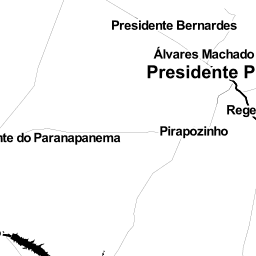 Presidente Bernardes
Álvares Machado
Presidente P
Rege
nte do Paranapanema
Pirapozinho